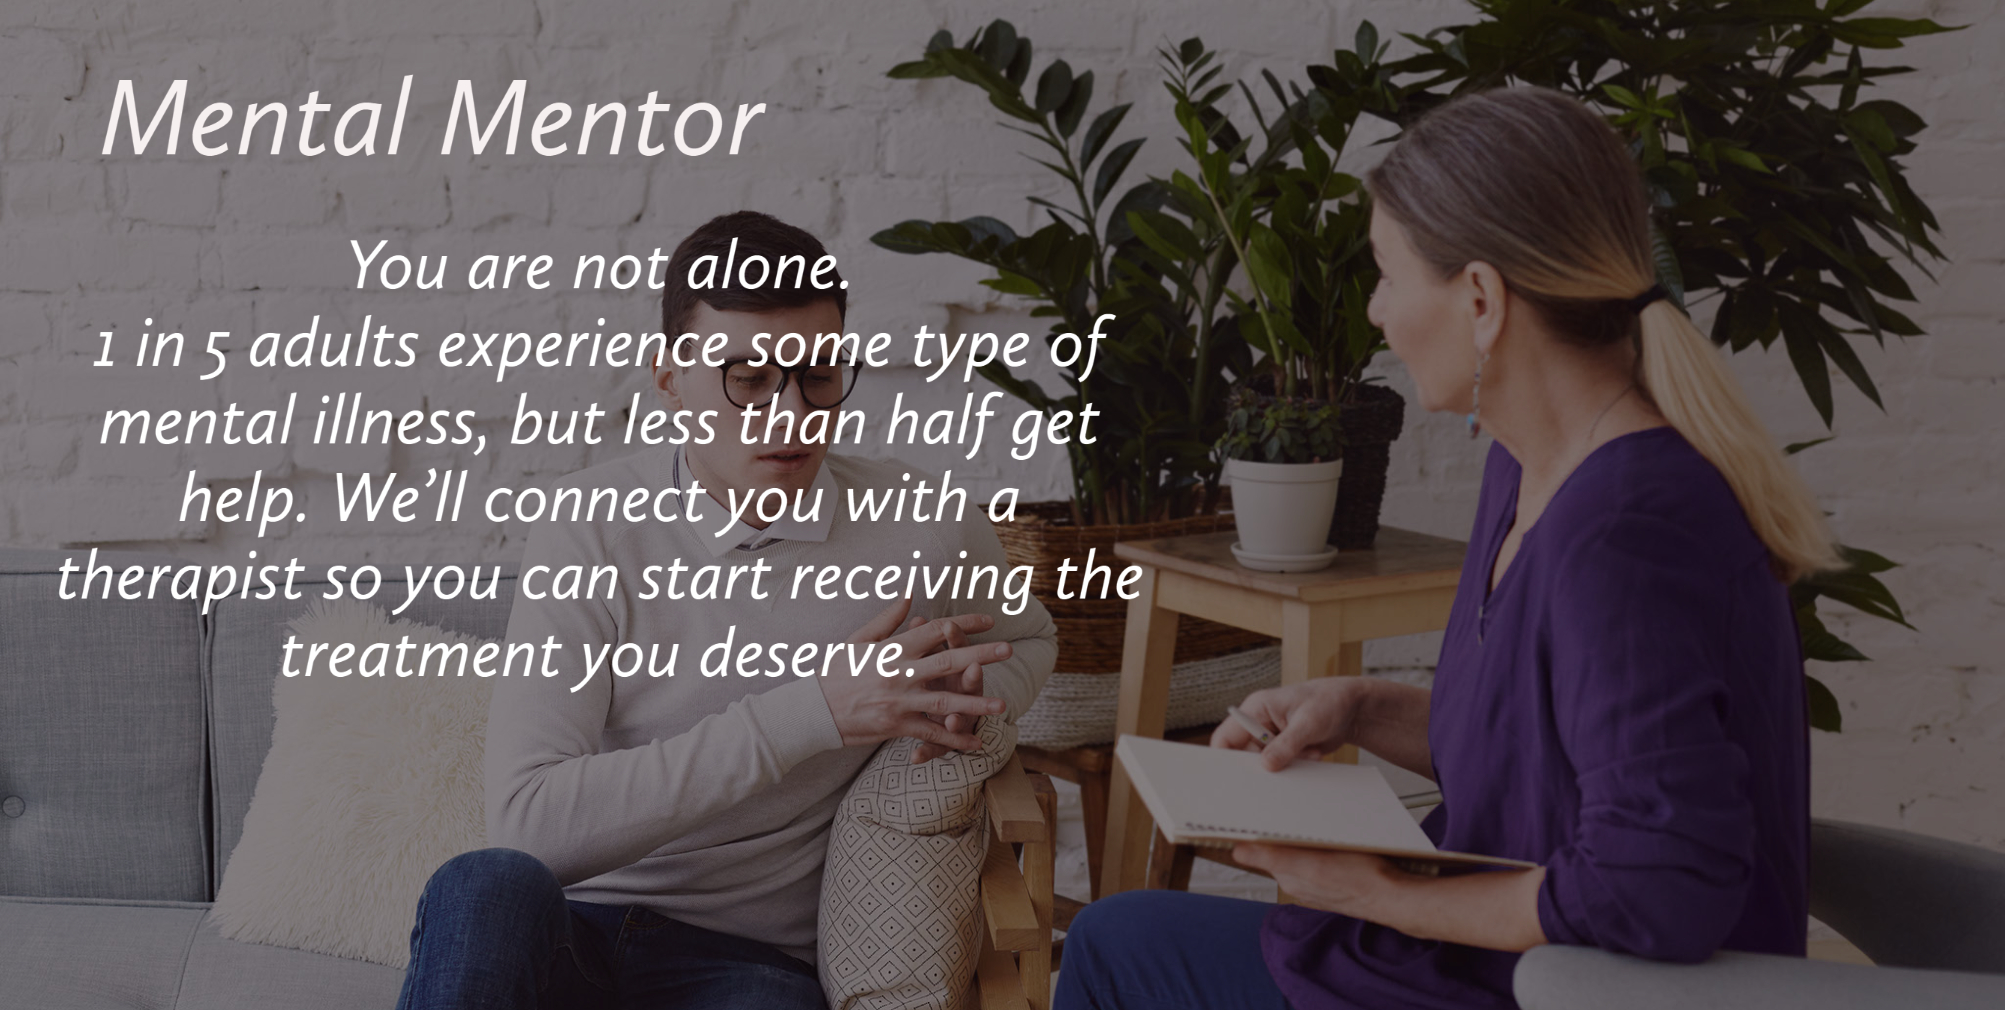 Mental Mentor
You are not alone.
1 in 5 adults experience some type of
mental illness, but less than half get
help. We’ll connect you with a
therapist so you can start receiving the
treatment you deserve.